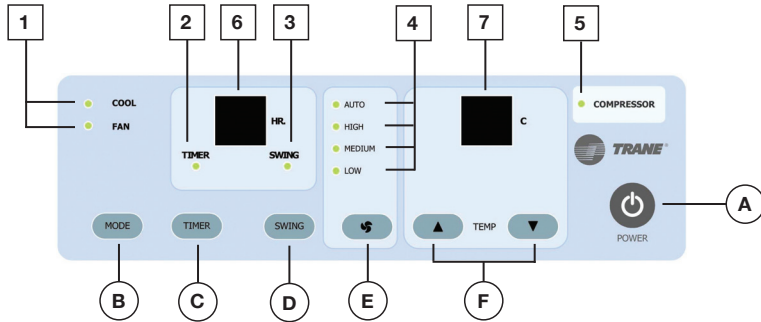 1 2 6 3 4 7 5
COOL
FAN
HR.
TIMER SWING
AUTO
HIGH
MEDIUM
LOW
C
COMPRESSOR
TRANE®
MODE TIMER SWING TEMP
POWER
A
B C D E F